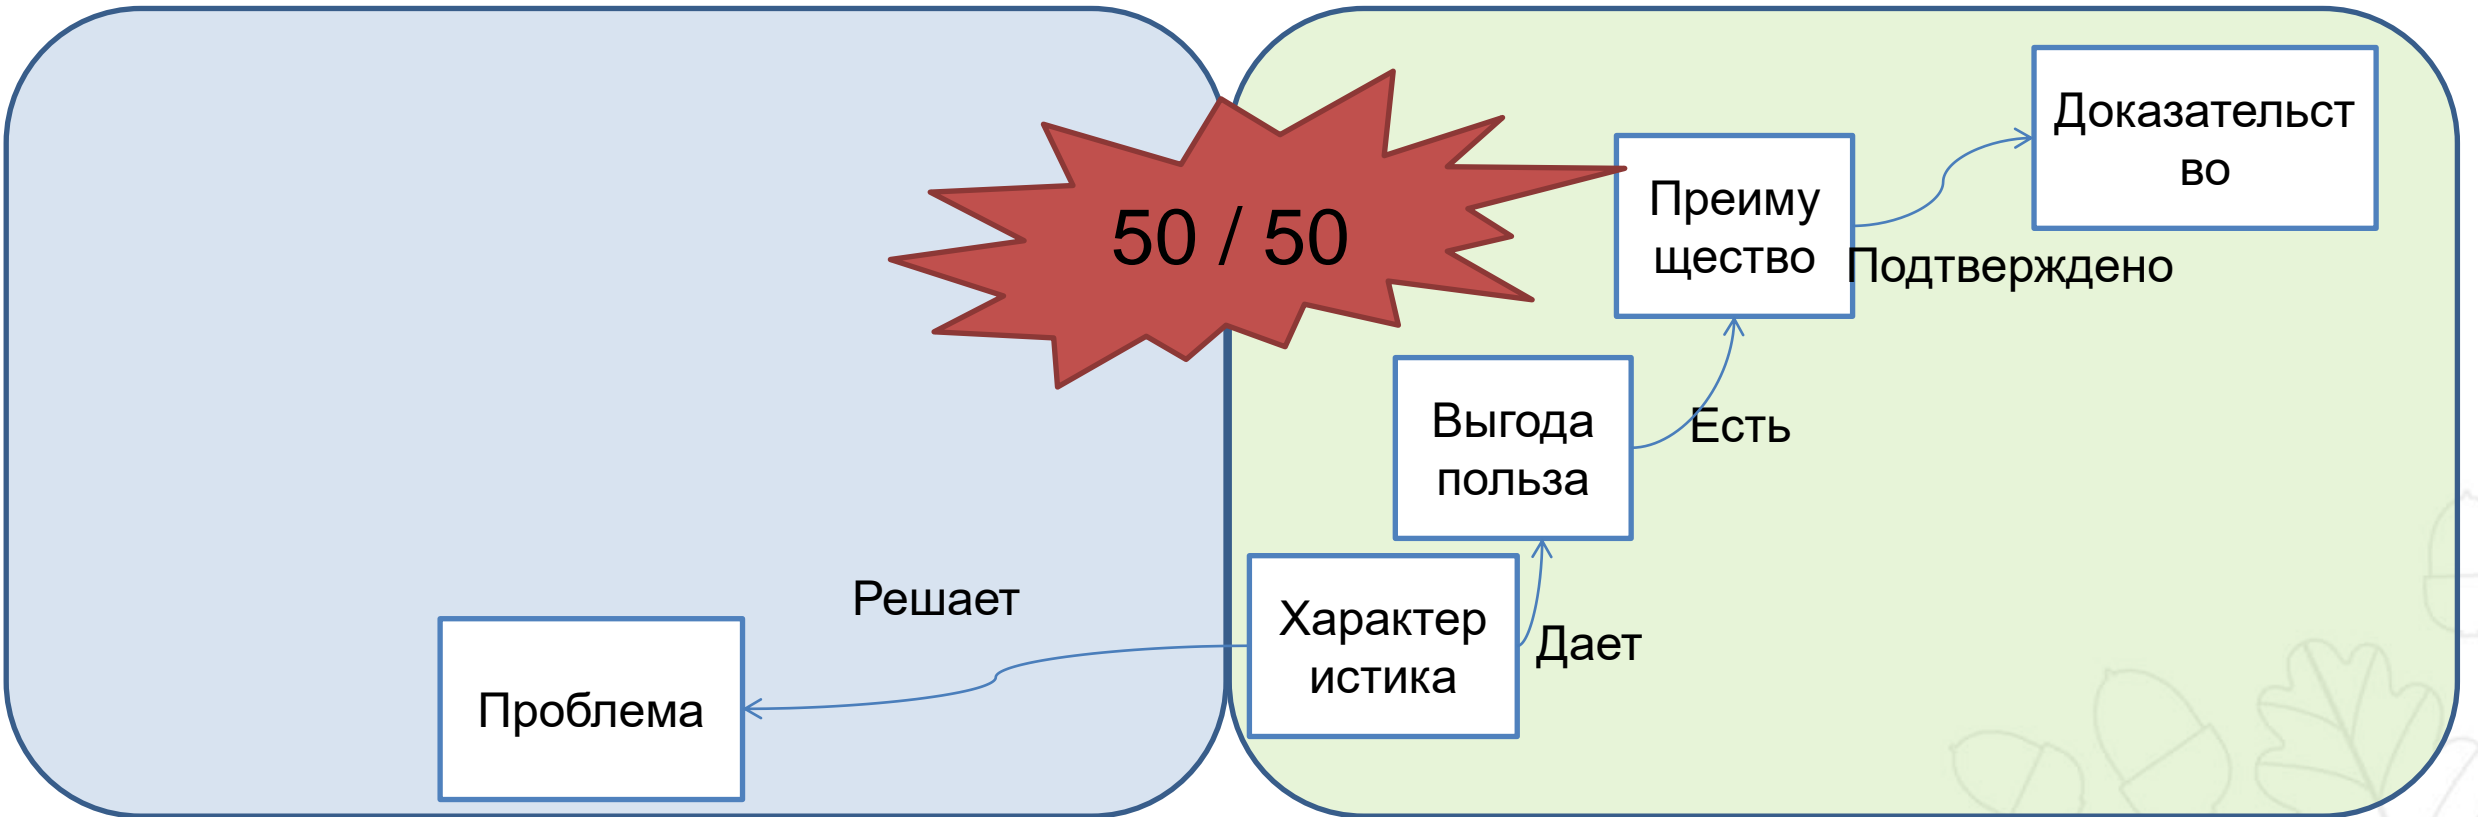 Доказательст
во
Преиму
щество
50 / 50
Подтверждено
Выгода
польза
Есть
Решает
Характер
истика
Дает
Проблема